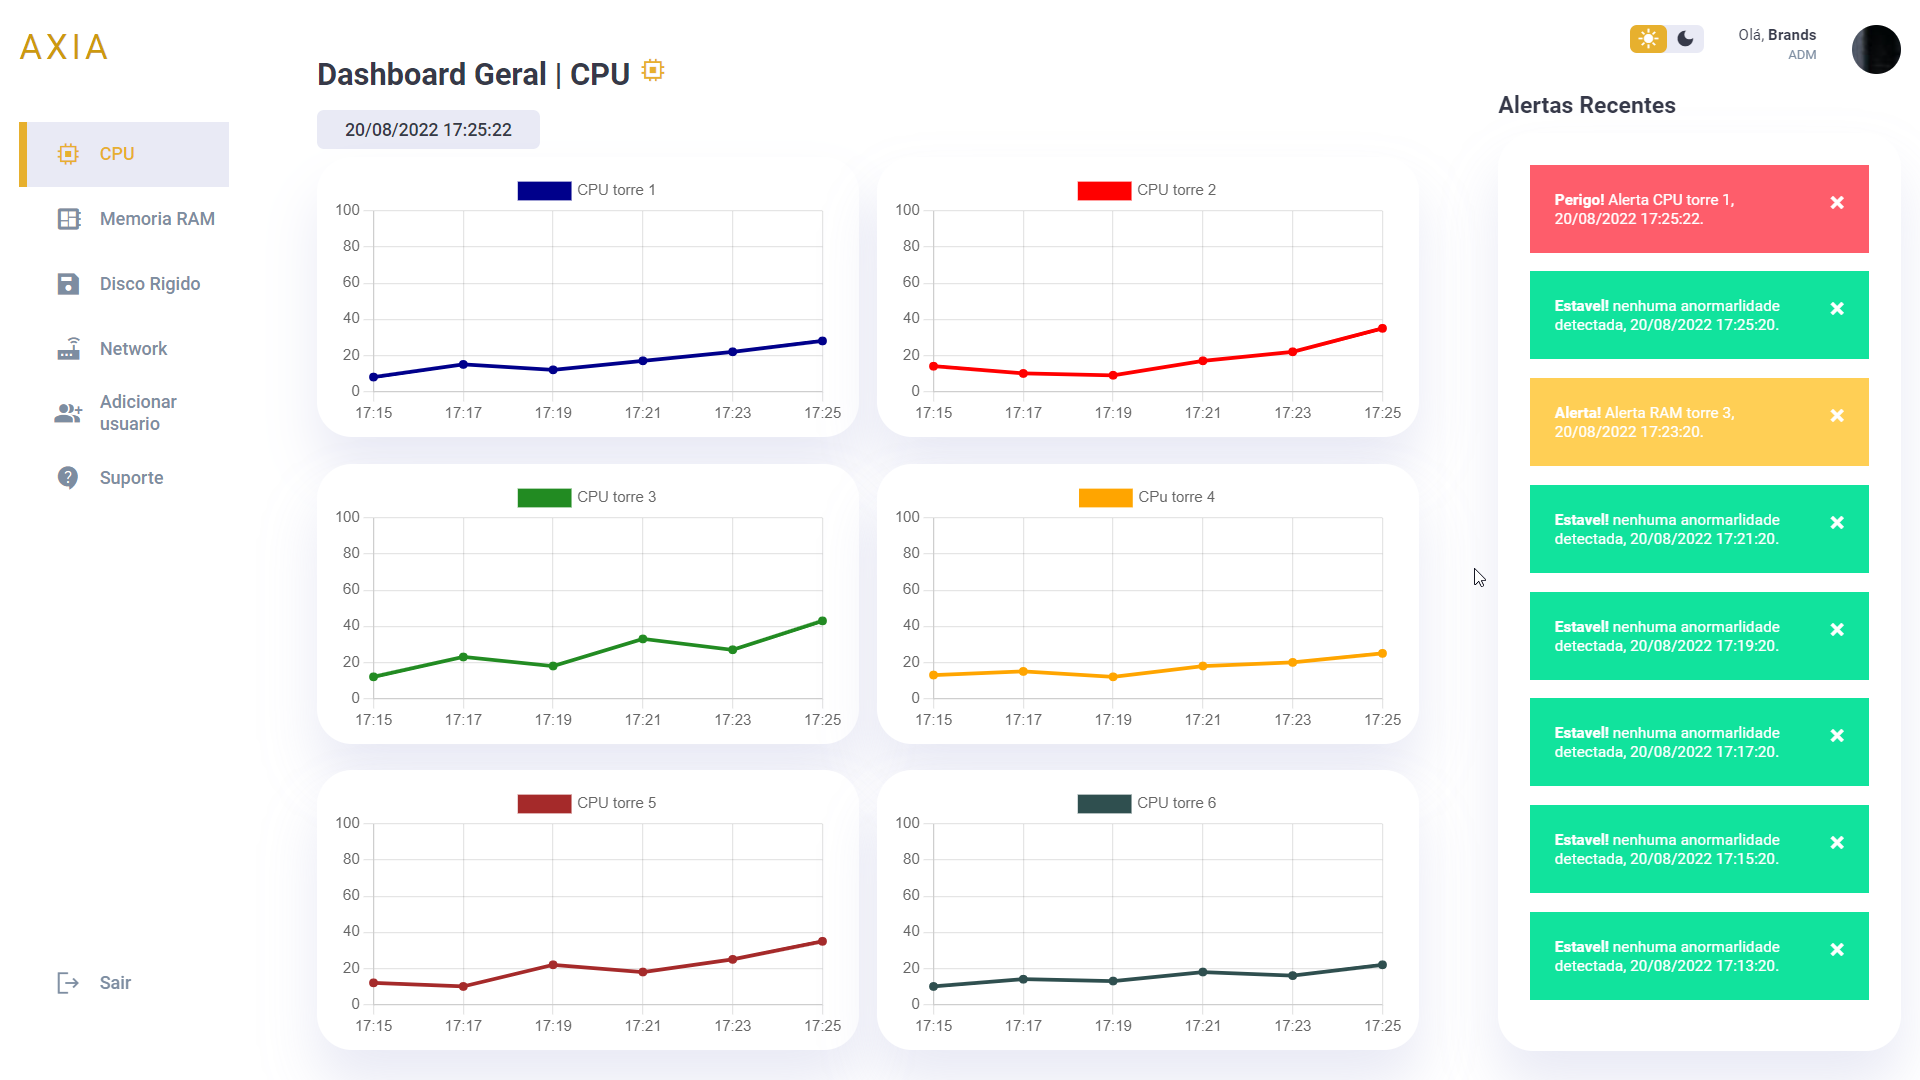 AXIA
CPU
Memoria RAM
Disco Rigido
Network
Adicionar
usuario
Suporte
Sair
Dashboard Geral | CPU
20/08/2022 17:25:22
CPU torre 1
100
80
60
40
20
0
17:15 17:17 17:19 17:21 17:23 17:25
CPU torre 2
100
80
60
40
20
0
17:15 17:17 17:19 17:21 17:23 17:25
CPU torre 3
100
80
60
40
20
0
17:15 17:17 17:19 17:21 17:23 17:25
CPu torre 4
100
80
60
40
20
0
17:15 17:17 17:19 17:21 17:23 17:25
CPU torre 5
100
80
60
40
20
0
17:15 17:17 17:19 17:21 17:23 17:25
CPU torre 6
100
80
60
40
20
0
17:15 17:17 17:19 17:21 17:23 17:25
Olá, Brands
ADM
Alertas Recentes
Perigo! Alerta CPU torre 1,
20/08/2022 17:25:22.
Estavel! nenhuma anormarlidade
detectada, 20/08/2022 17:25:20.
Alerta! Alerta RAM torre 3,
20/08/2022 17:23:20.
Estavel! nenhuma anormarlidade
detectada, 20/08/2022 17:21:20.
Estavel! nenhuma anormarlidade
detectada, 20/08/2022 17:19:20.
Estavel! nenhuma anormarlidade
detectada, 20/08/2022 17:17:20.
Estavel! nenhuma anormarlidade
detectada, 20/08/2022 17:15:20.
Estavel! nenhuma anormarlidade
detectada, 20/08/2022 17:13:20.